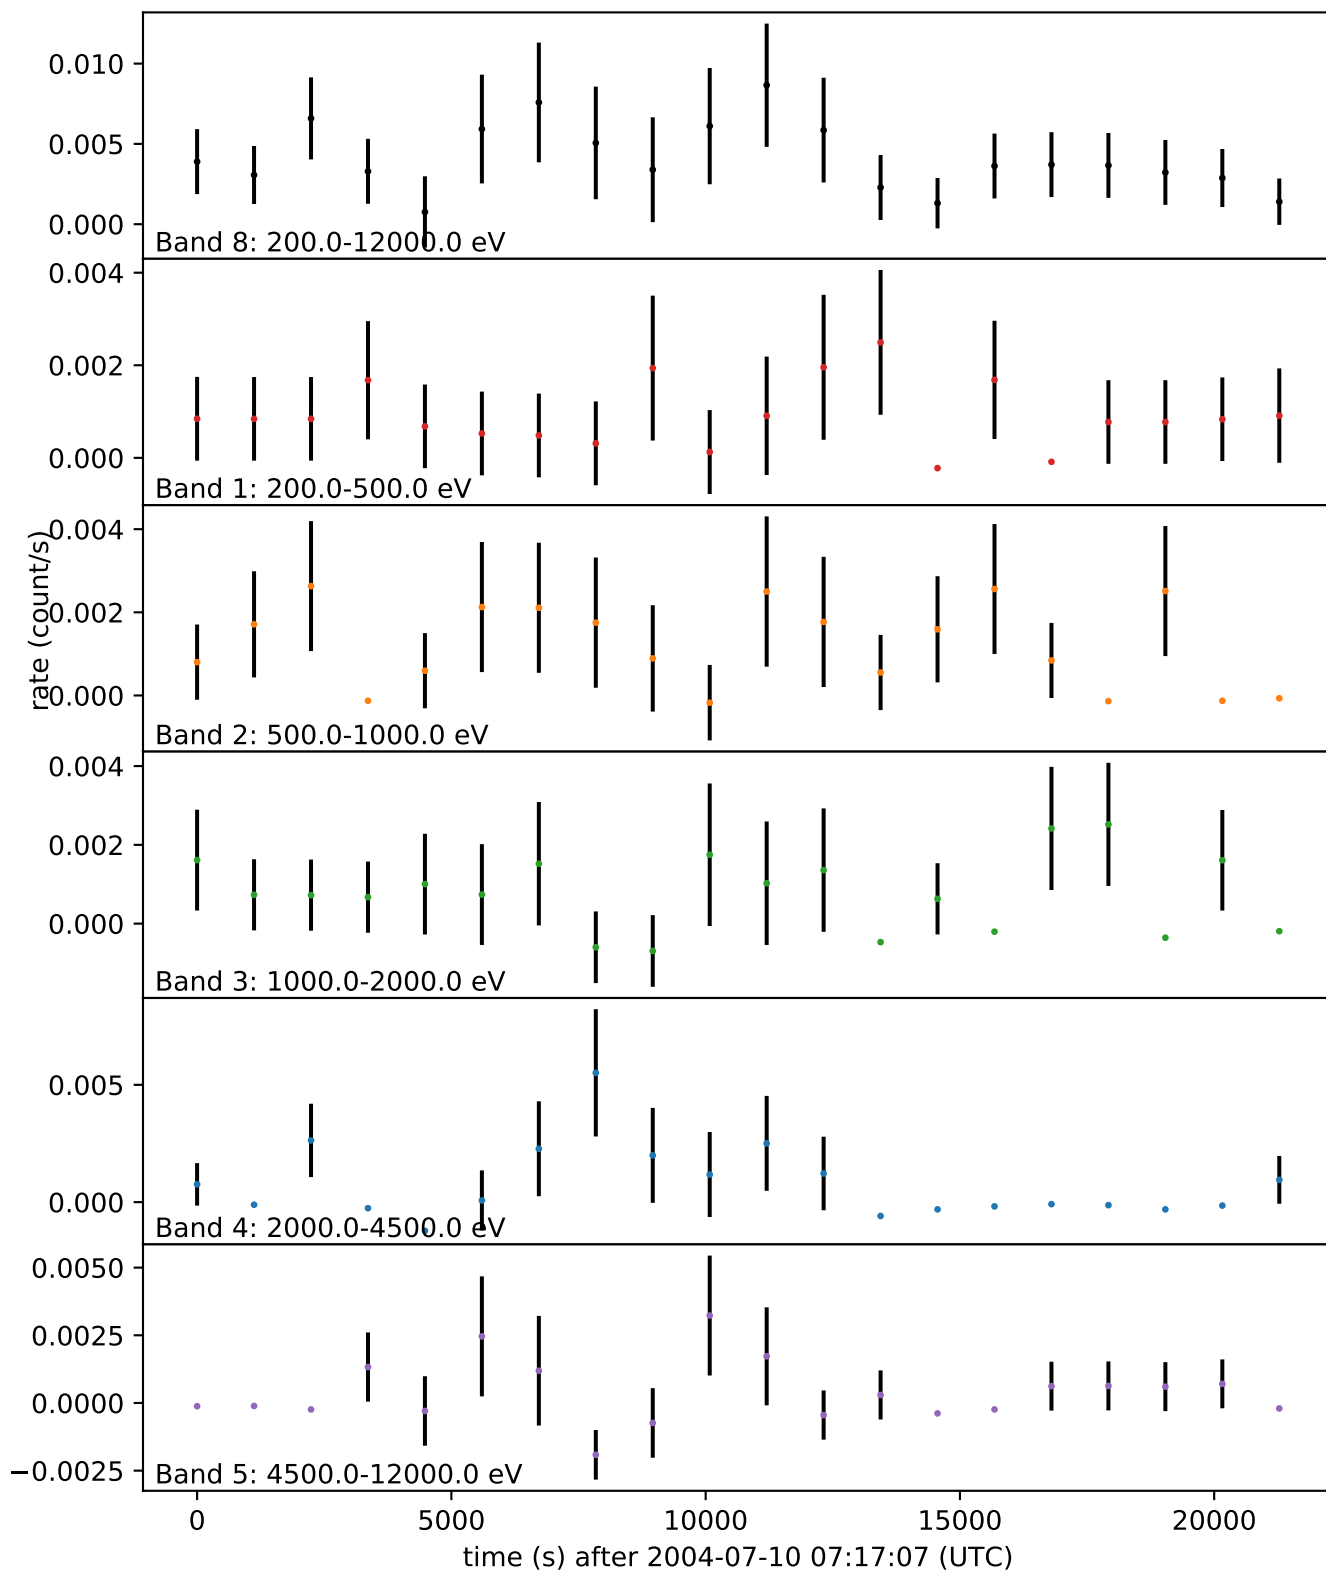 0.010
0.005
0.000
Band 8: 200.0-12000.0 eV
0.004
0.002
0.000
Band 1: 200.0-500.0 eV
rate (count/s)
0.004
0.002
0.000
Band 2: 500.0-1000.0 eV
0.004
0.002
0.000
Band 3: 1000.0-2000.0 eV
0.005
0.000
Band 4: 2000.0-4500.0 eV
0.0050
0.0025
0.0000
−0.0025
Band 5: 4500.0-12000.0 eV
0 5000 10000 15000 20000
time (s) after 2004-07-10 07:17:07 (UTC)